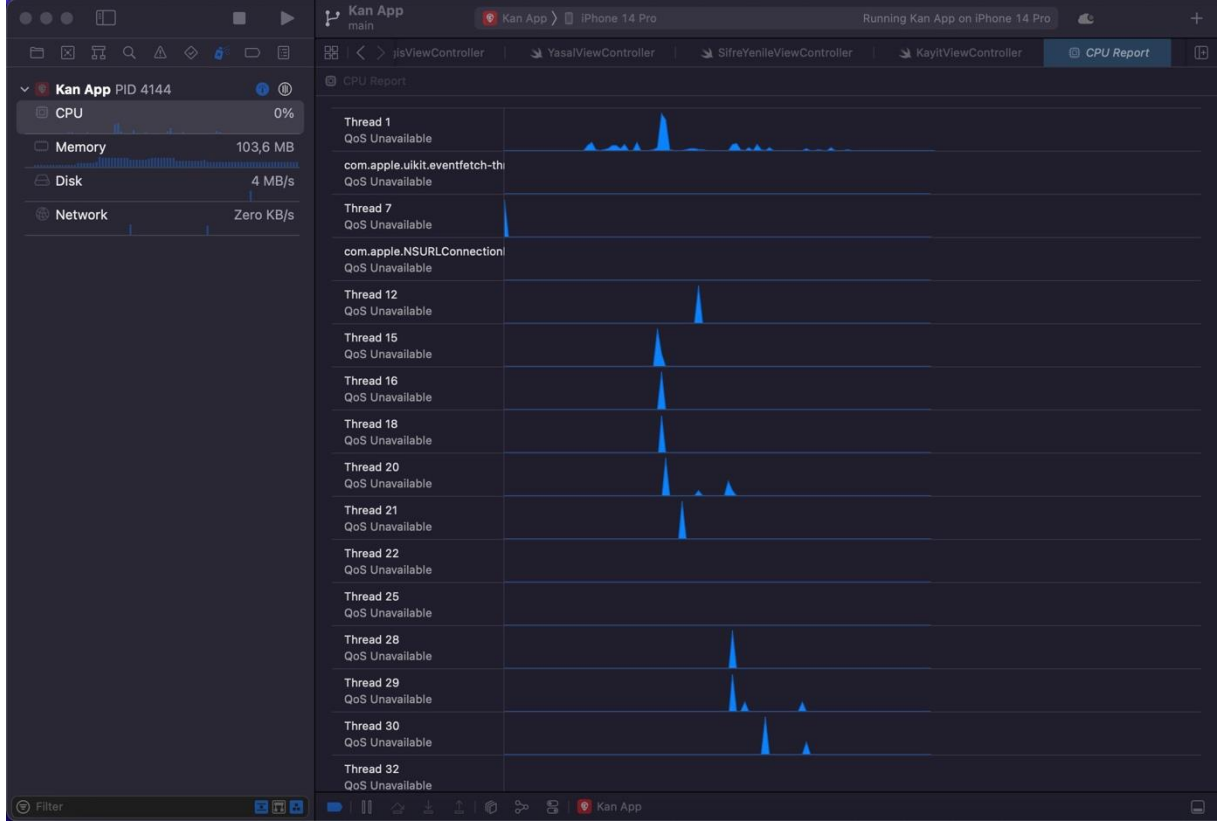 Kan App
main
Kan App
iPhone 14 Pro
Running Kan App on iPhone 14 Pro
gisViewController
YasalViewController
SifreYenileViewController
KayitViewController
CPU Report
CPU Report
Kan App PID 4144
CPU 0%
Memory 103,6 MB
Disk 4 MB/s
Network Zero KB/s
Thread 1
QoS Unavailable
com.apple.uikit.eventfetch-thr
QoS Unavailable
Thread 7
QoS Unavailable
com.apple.NSURLConnectionl
QoS Unavailable
Thread 12
QoS Unavailable
Thread 15
QoS Unavailable
Thread 16
QoS Unavailable
Thread 18
QoS Unavailable
Thread 20
QoS Unavailable
Thread 21
QoS Unavailable
Thread 22
QoS Unavailable
Thread 25
QoS Unavailable
Thread 28
QoS Unavailable
Thread 29
QoS Unavailable
Thread 30
QoS Unavailable
Thread 32
QoS Unavailable
Filter
Kan App